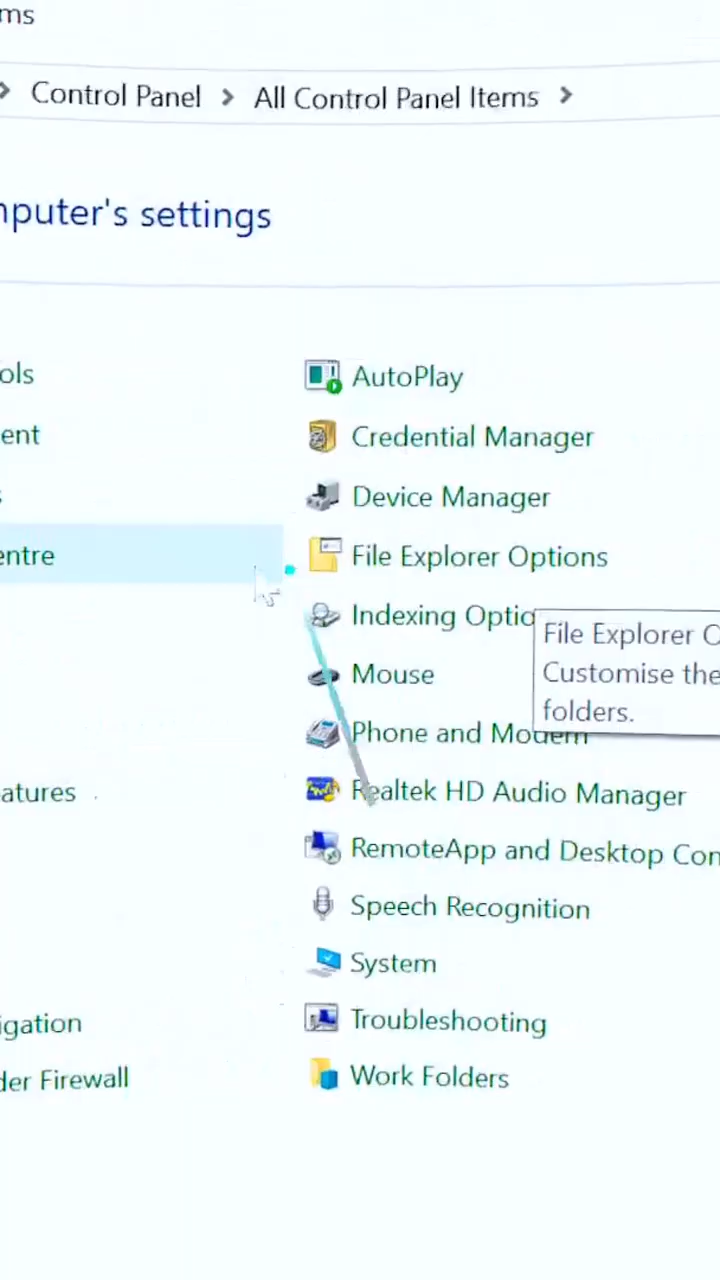 ms
Control Panel > All Control Panel Items >
mputer's settings
ols
AutoPlay
ent
Credential Manager
s
Device Manager
entre
File Explorer Options
Indexing Optio
File Explorer O
Customise the
folders.
Mouse
Phone and Modem
atures
Realtek HD Audio Manager
RemoteApp and Desktop Con
Speech Recognition
System
igation
Troubleshooting
der Firewall
Work Folders